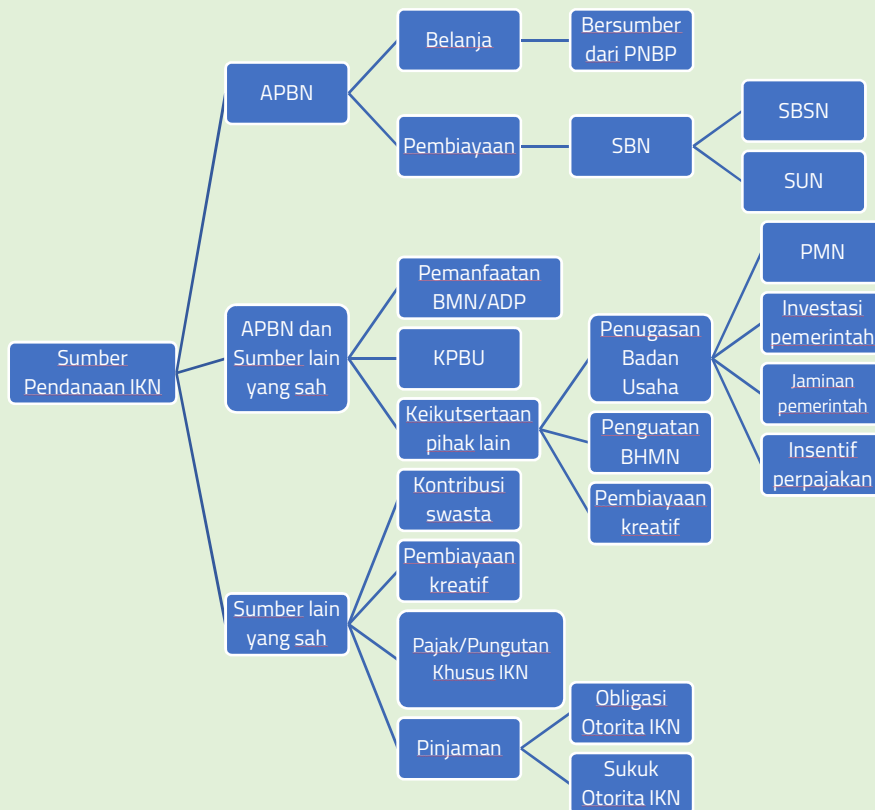 Sumber
Pendanaan IKN
APBN
Belanja
Bersumber
dari PNBP
Pembiayaan
SBN
SBSN
SUN
APBN dan
Sumber lain
yang sah
Pemanfaatan
BMN/ADP
KPBU
Keikutsertaan
pihak lain
Penugasan
Badan
Usaha
PMN
Investasi
pemerintah
Jaminan
pemerintah
Insentif
perpajakan
Penguatan
BHMN
Pembiayaan
kreatif
Sumber lain
yang sah
Kontribusi
swasta
Pembiayaan
kreatif
Pajak/Pungutan
Khusus IKN
Pinjaman
Obligasi
Otorita IKN
Sukuk
Otorita IKN